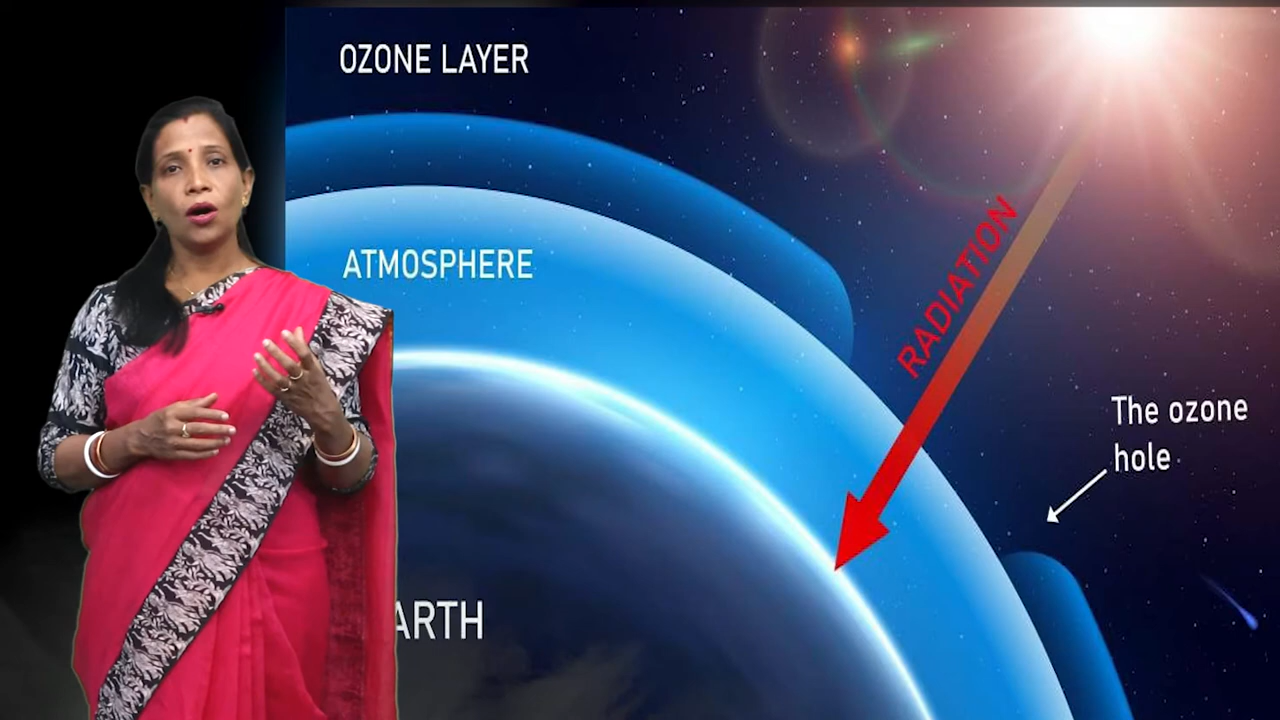 OZONE LAYER
ATMOSPHERE
RADIATION
The ozone
hole
ARTH